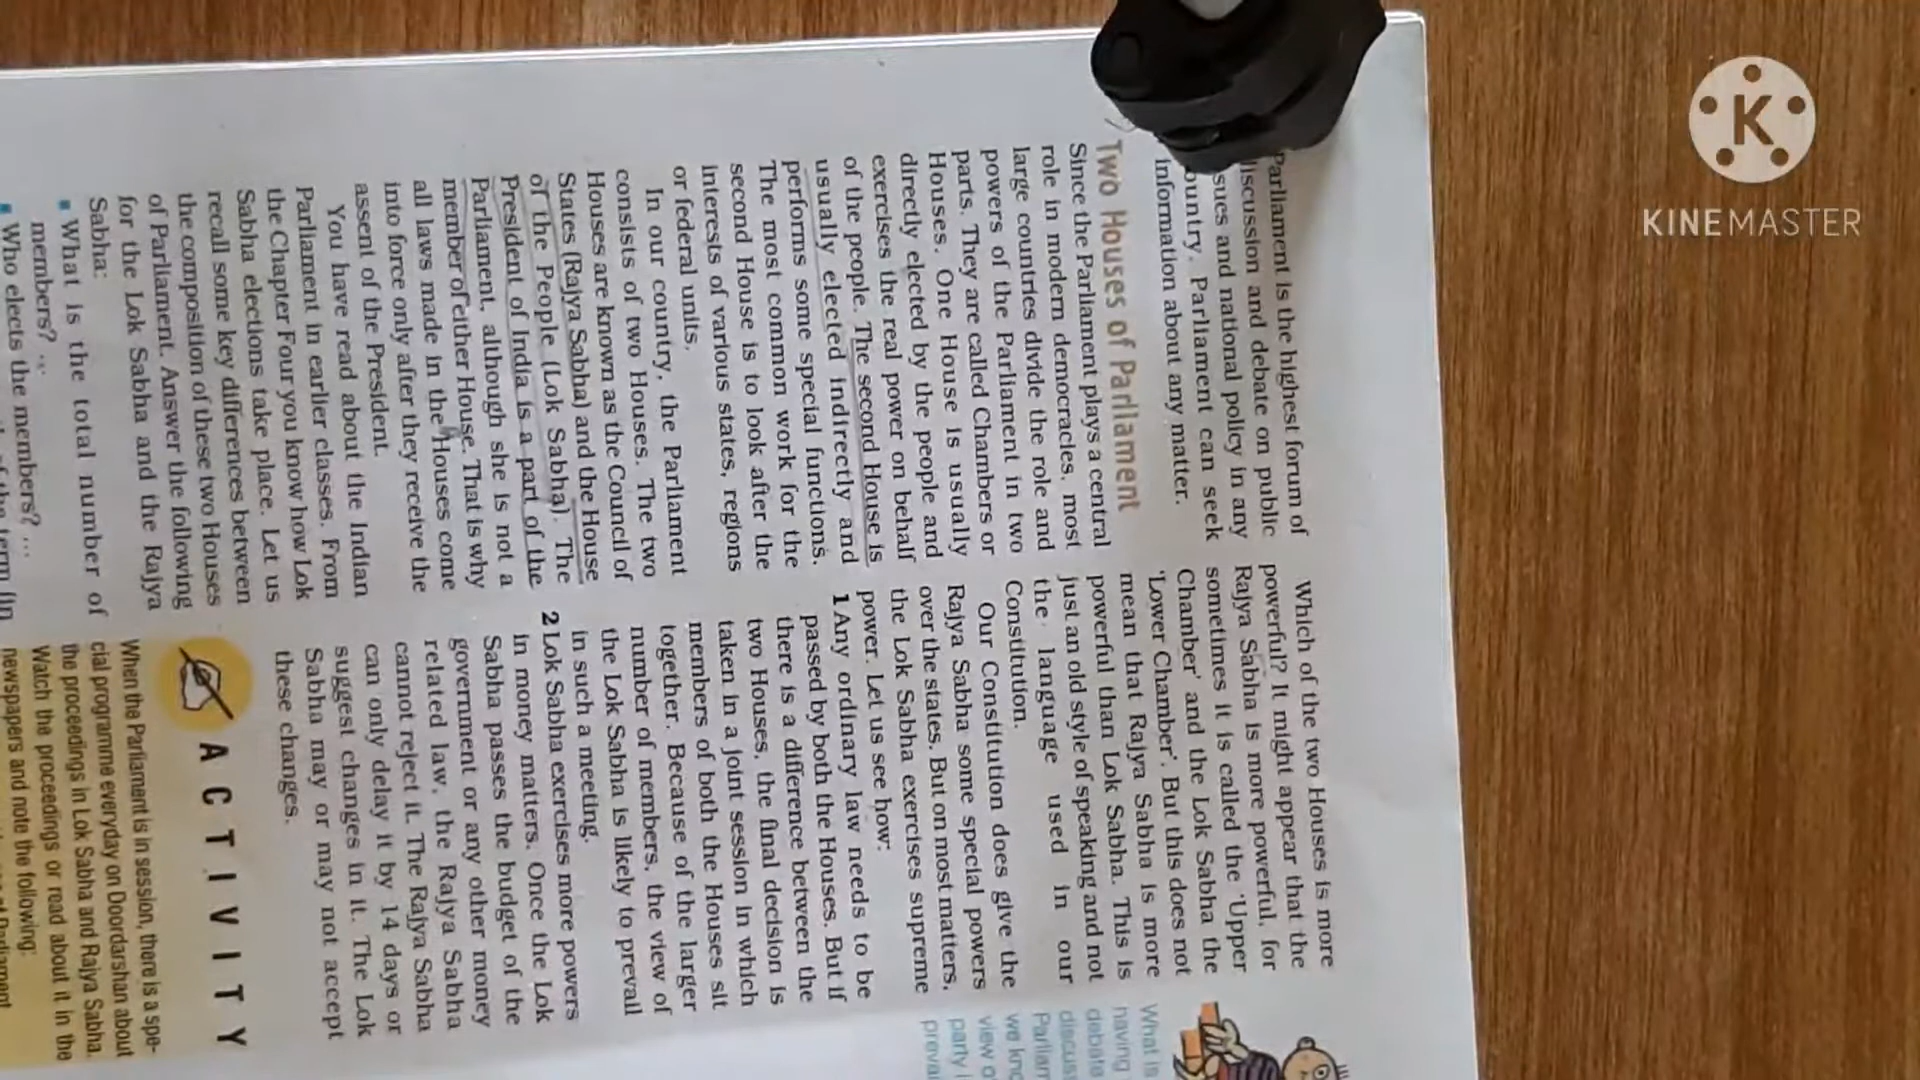 Parliament is the highest forum of
discussion and debate on public
issues and national policy in any
country. Parliament can seek
information about any matter.
Two Houses of Parliament
Since the Parliament plays a central
role in modern democracies, most
large countries divide the role and
powers of the Parliament in two
parts. They are called Chambers or
Houses. One House is usually
directly elected by the people and
exercises the real power on behalf
of the people. The second House is
usually elected indirectly and
performs some special functions.
The most common work for the
second House is to look after the
interests of various states, regions
or federal units.
In our country, the Parliament
consists of two Houses. The two
Houses are known as the Council of
States (Rajya Sabha) and the House
of the People (Lok Sabha). The
President of India is a part of the
Parliament, although she is not a
member of either House. That is why
all laws made in the Houses come
into force only after they receive the
assent of the President.
You have read about the Indian
Parliament in earlier classes. From
the Chapter Four you know how Lok
Sabha elections take place. Let us
recall some key differences between
the composition of these two Houses
of Parliament. Answer the following
for the Lok Sabha and the Rajya
Sabha:
▪ What is the total number of
members? ...
▪ Who elects the members? ...
of the term (in
Which of the two Houses is more
powerful? It might appear that the
Rajya Sabha is more powerful, for
sometimes it is called the ‘Upper
Chamber’ and the Lok Sabha the
‘Lower Chamber’. But this does not
mean that Rajya Sabha is more
powerful than Lok Sabha. This is
just an old style of speaking and not
the language used in our
Constitution.
Our Constitution does give the
Rajya Sabha some special powers
over the states. But on most matters,
the Lok Sabha exercises supreme
power. Let us see how:
1 Any ordinary law needs to be
passed by both the Houses. But if
there is a difference between the
two Houses, the final decision is
taken in a joint session in which
members of both the Houses sit
together. Because of the larger
number of members, the view of
the Lok Sabha is likely to prevail
in such a meeting.
2 Lok Sabha exercises more powers
in money matters. Once the Lok
Sabha passes the budget of the
government or any other money
related law, the Rajya Sabha
cannot reject it. The Rajya Sabha
can only delay it by 14 days or
suggest changes in it. The Lok
Sabha may or may not accept
these changes.
ACTIVITY
When the Parliament is in session, there is a spe-
cial programme everyday on Doordarshan about
the proceedings in Lok Sabha and Rajya Sabha.
Watch the proceedings or read about it in the
newspapers and note the following:
What is
having
debate
discuss
Parliam
we kno
view o
party i
prevai
K
KINEMASTER